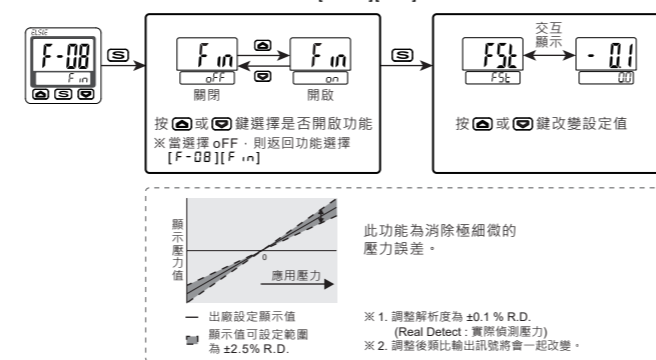 F-08
F in
S
F in
oFF
關閉
F in
on
開啟
按 或 鍵選擇是否開啟功能
※當選擇 oFF，則返回功能選擇
[F-08][F in]
S
FSt
FSt
交互
顯示
- 0.1
0.0
按 或 鍵改變設定值
顯示壓力值
0
應用壓力
出廠設定顯示值
顯示值可設定範圍
為 ±2.5% R.D.
此功能為消除極細微的
壓力誤差。
※1. 調整解析度為 ±0.1 % R.D.
(Real Detect : 實際偵測壓力)
※2. 調整後類比輸出訊號將會一起改變。